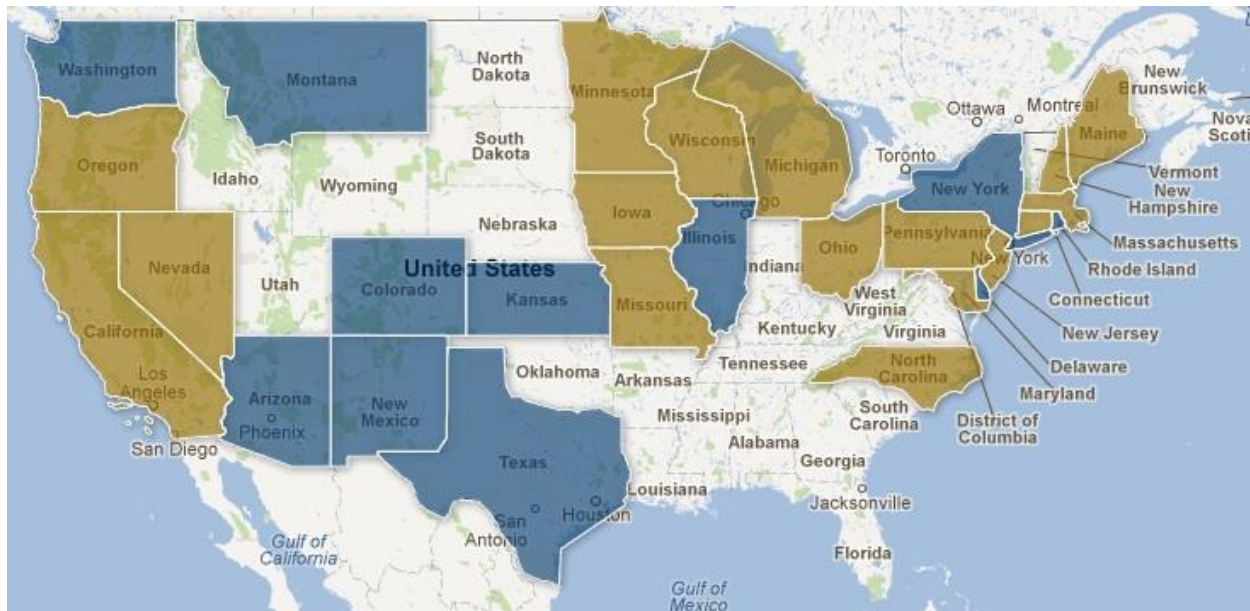 Washington
Montana
North
Dakota
Minnesota
Ottawa
Montreal
New
Brunswick
Maine
Nova
Scoti
Oregon
Idaho
Wyoming
South
Dakota
Wisconsin
Michigan
Toronto
Vermont
New
Hampshire
New York
Massachusetts
Iowa
Chicago
Nebraska
Illinois
Pennsylvania
New York
Rhode Island
Nevada
Utah
United States
Colorado
Kansas
Ohio
Indiana
Connecticut
California
Missouri
West
Virginia
Virginia
Kentucky
New Jersey
Los
Angeles
Arizona
Phoenix
New
Mexico
Oklahoma
Arkansas
Tennessee
North
Carolina
Delaware
Maryland
San Diego
Mississippi
South
Carolina
District of
Columbia
Alabama
Georgia
Texas
Louisiana
Jacksonville
San
Antonio
Houston
Gulf of
California
Florida
Gulf of
Mexico